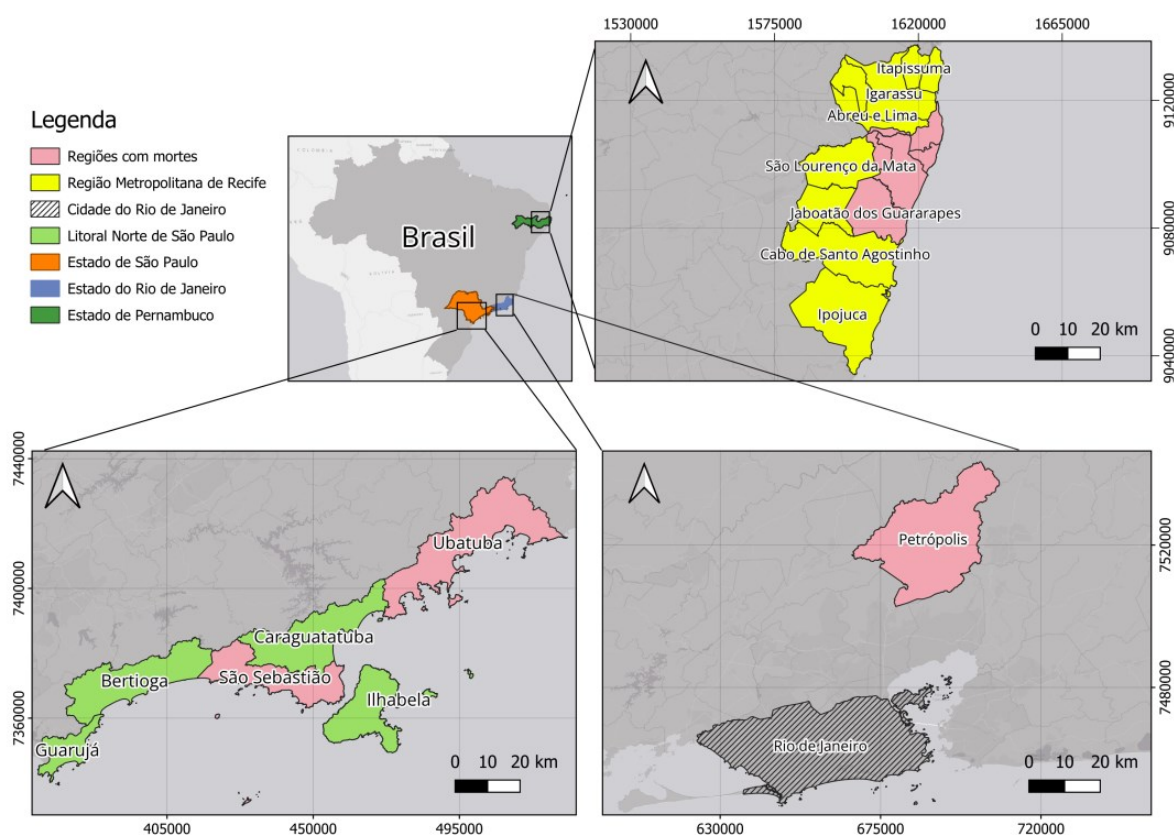 Legenda
Regiões com mortes
Região Metropolitana de Recife
Cidade do Rio de Janeiro
Litoral Norte de São Paulo
Estado de São Paulo
Estado do Rio de Janeiro
Estado de Pernambuco
COLOMBIA
Brasil
BOLIVIA
1530000
1575000
1620000
1665000
Itapissuma
Igarassu
Abreu e Lima
São Lourenço da Mata
Jaboatão dos Guararapes
Cabo de Santo Agostinho
Ipojuca
0 10 20 km
9120000
9080000
9040000
7440000
7400000
7360000
Ubatuba
Caraguatatuba
São Sebastião
Bertioga
Ilhabela
Guarujá
0 10 20 km
405000
450000
495000
Petrópolis
Rio de Janeiro
0 10 20 km
7520000
7480000
630000
675000
720000